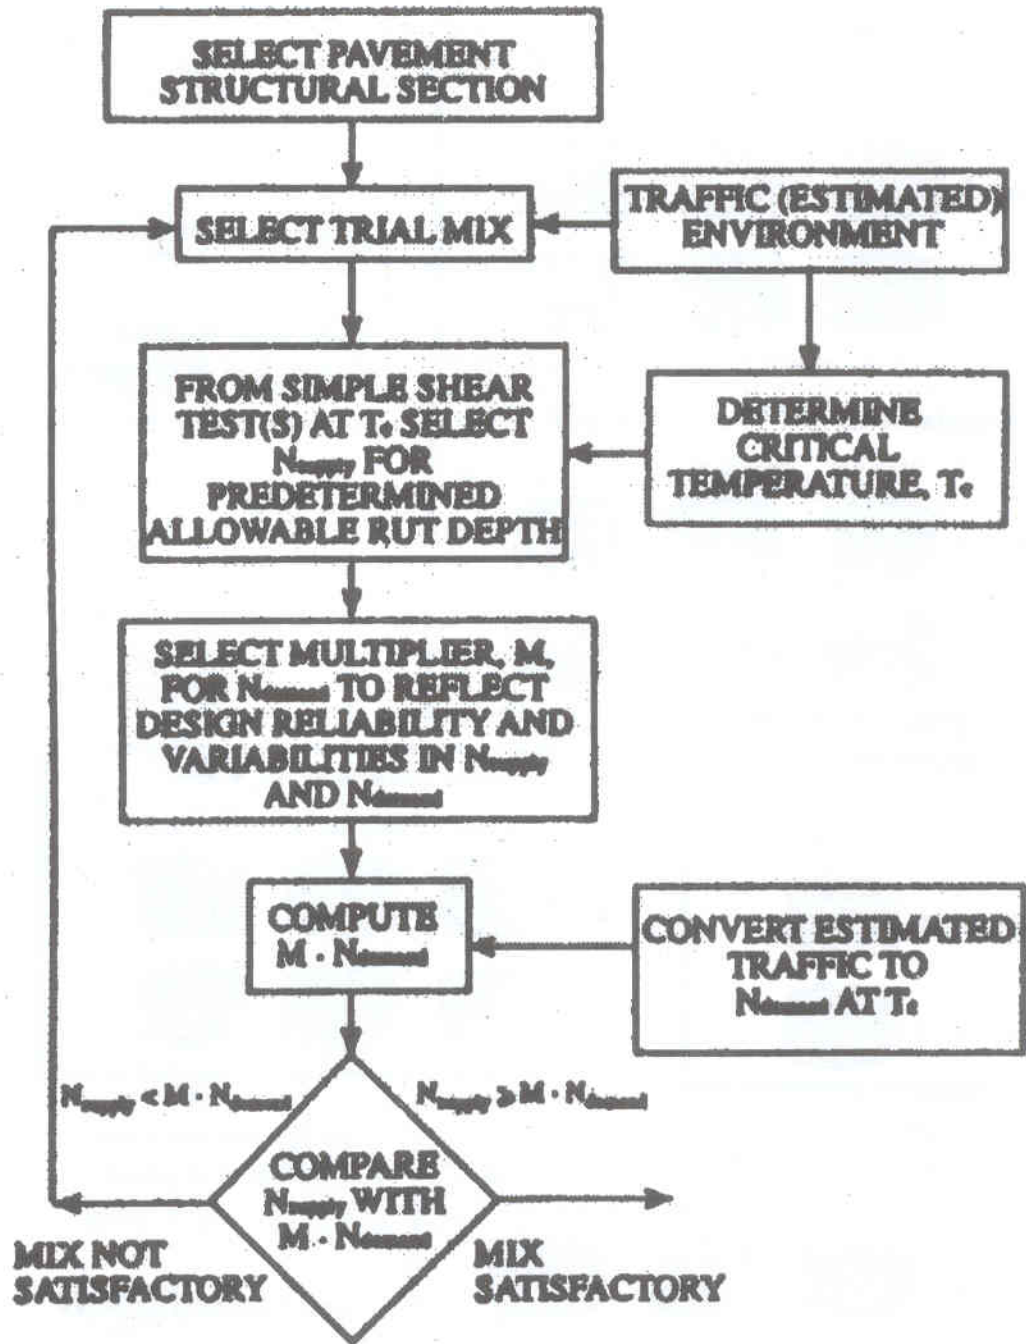 SELECT PAVEMENT
STRUCTURAL SECTION
SELECT TRIAL MIX
TRAFFIC (ESTIMATED)
ENVIRONMENT
FROM SIMPLE SHEAR
TEST(S) AT Tc SELECT
Nsupply FOR
PREDETERMINED
ALLOWABLE RUT DEPTH
DETERMINE
CRITICAL
TEMPERATURE, Tc
SELECT MULTIPLIER, M,
FOR Ndemand TO REFLECT
DESIGN RELIABILITY AND
VARIABILITIES IN Nsupply
AND Ndemand
COMPUTE
M · Ndemand
CONVERT ESTIMATED
TRAFFIC TO
Ndemand AT Tc
Nsupply < M · Ndemand
Nsupply ≥ M · Ndemand
COMPARE
Nsupply WITH
M · Ndemand
MIX NOT
SATISFACTORY
MIX
SATISFACTORY